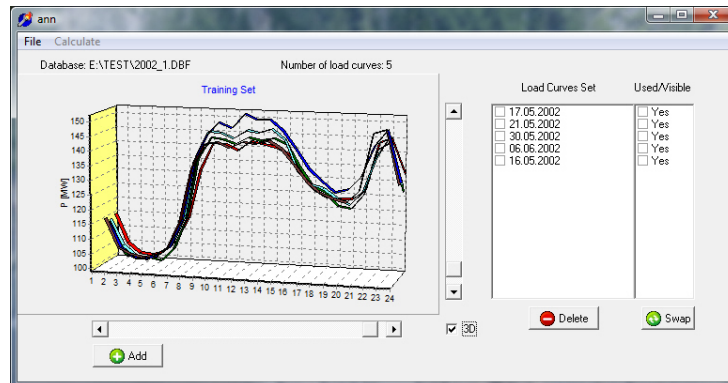 ann
File Calculate
Database: E:\TEST\2002_1.DBF Number of load curves: 5
Training Set
Load Curves Set Used/Visible
17.05.2002 Yes
21.05.2002 Yes
30.05.2002 Yes
06.06.2002 Yes
16.05.2002 Yes
P [MW]
150
145
140
135
130
125
120
115
110
105
100
1 2 3 4 5 6 7 8 9 10 11 12 13 14 15 16 17 18 19 20 21 22 23 24
Delete Swap
3D
Add